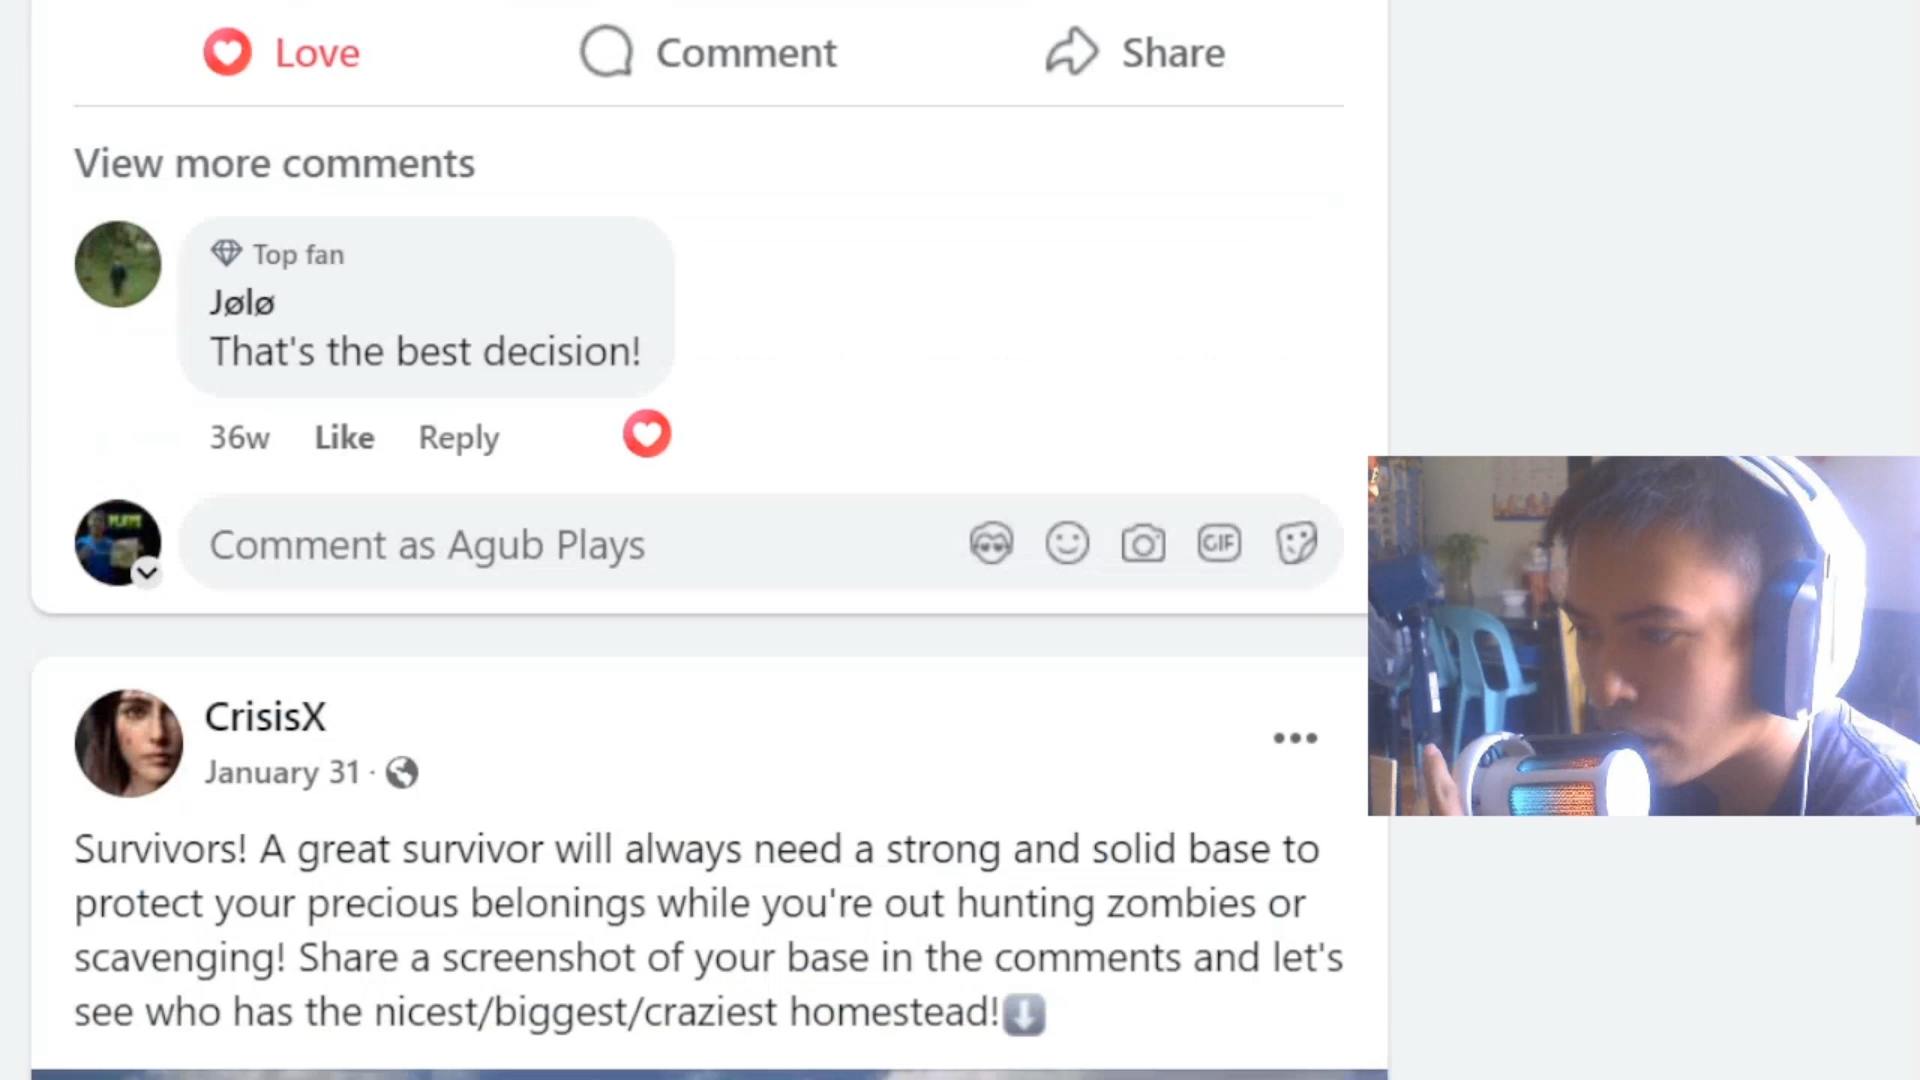 Love Comment Share
View more comments
Top fan
Jølø
That's the best decision!
36w Like Reply
PLAYS
Comment as Agub Plays
GIF
CrisisX
January 31 ·
Survivors! A great survivor will always need a strong and solid base to
protect your precious belonings while you're out hunting zombies or
scavenging! Share a screenshot of your base in the comments and let's
see who has the nicest/biggest/craziest homestead!⬇️